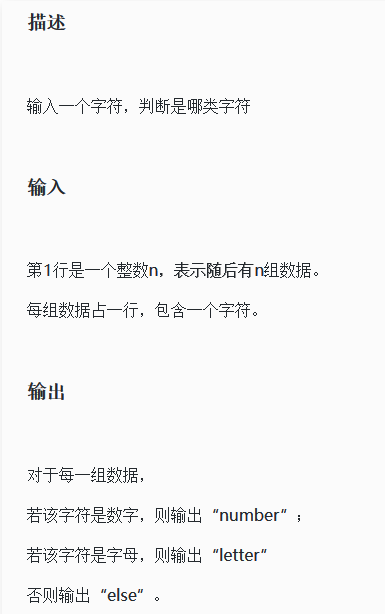 描述
输入一个字符，判断是哪类字符
输入
第1行是一个整数n，表示随后有n组数据。
每组数据占一行，包含一个字符。
输出
对于每一组数据，
若该字符是数字，则输出“number”；
若该字符是字母，则输出“letter”
否则输出“else”。